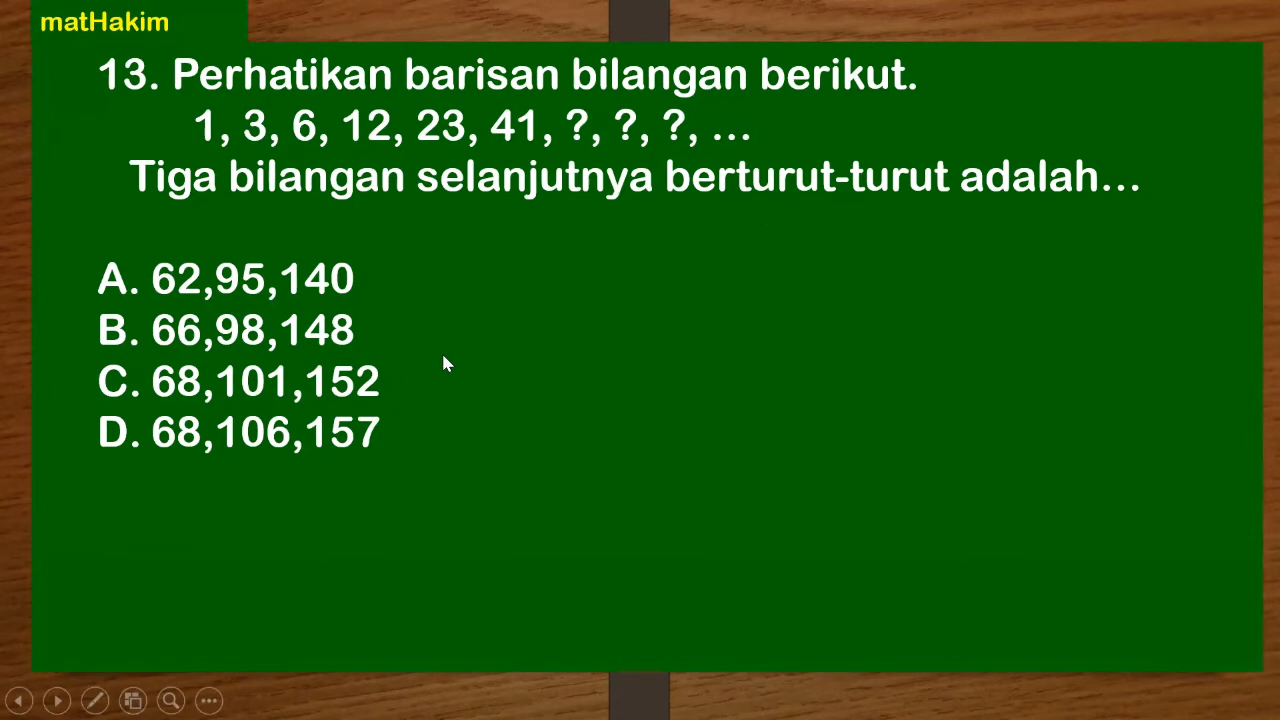 matHakim
13. Perhatikan barisan bilangan berikut.
1, 3, 6, 12, 23, 41, ?, ?, ?, ...
Tiga bilangan selanjutnya berturut-turut adalah...
A. 62,95,140
B. 66,98,148
C. 68,101,152
D. 68,106,157